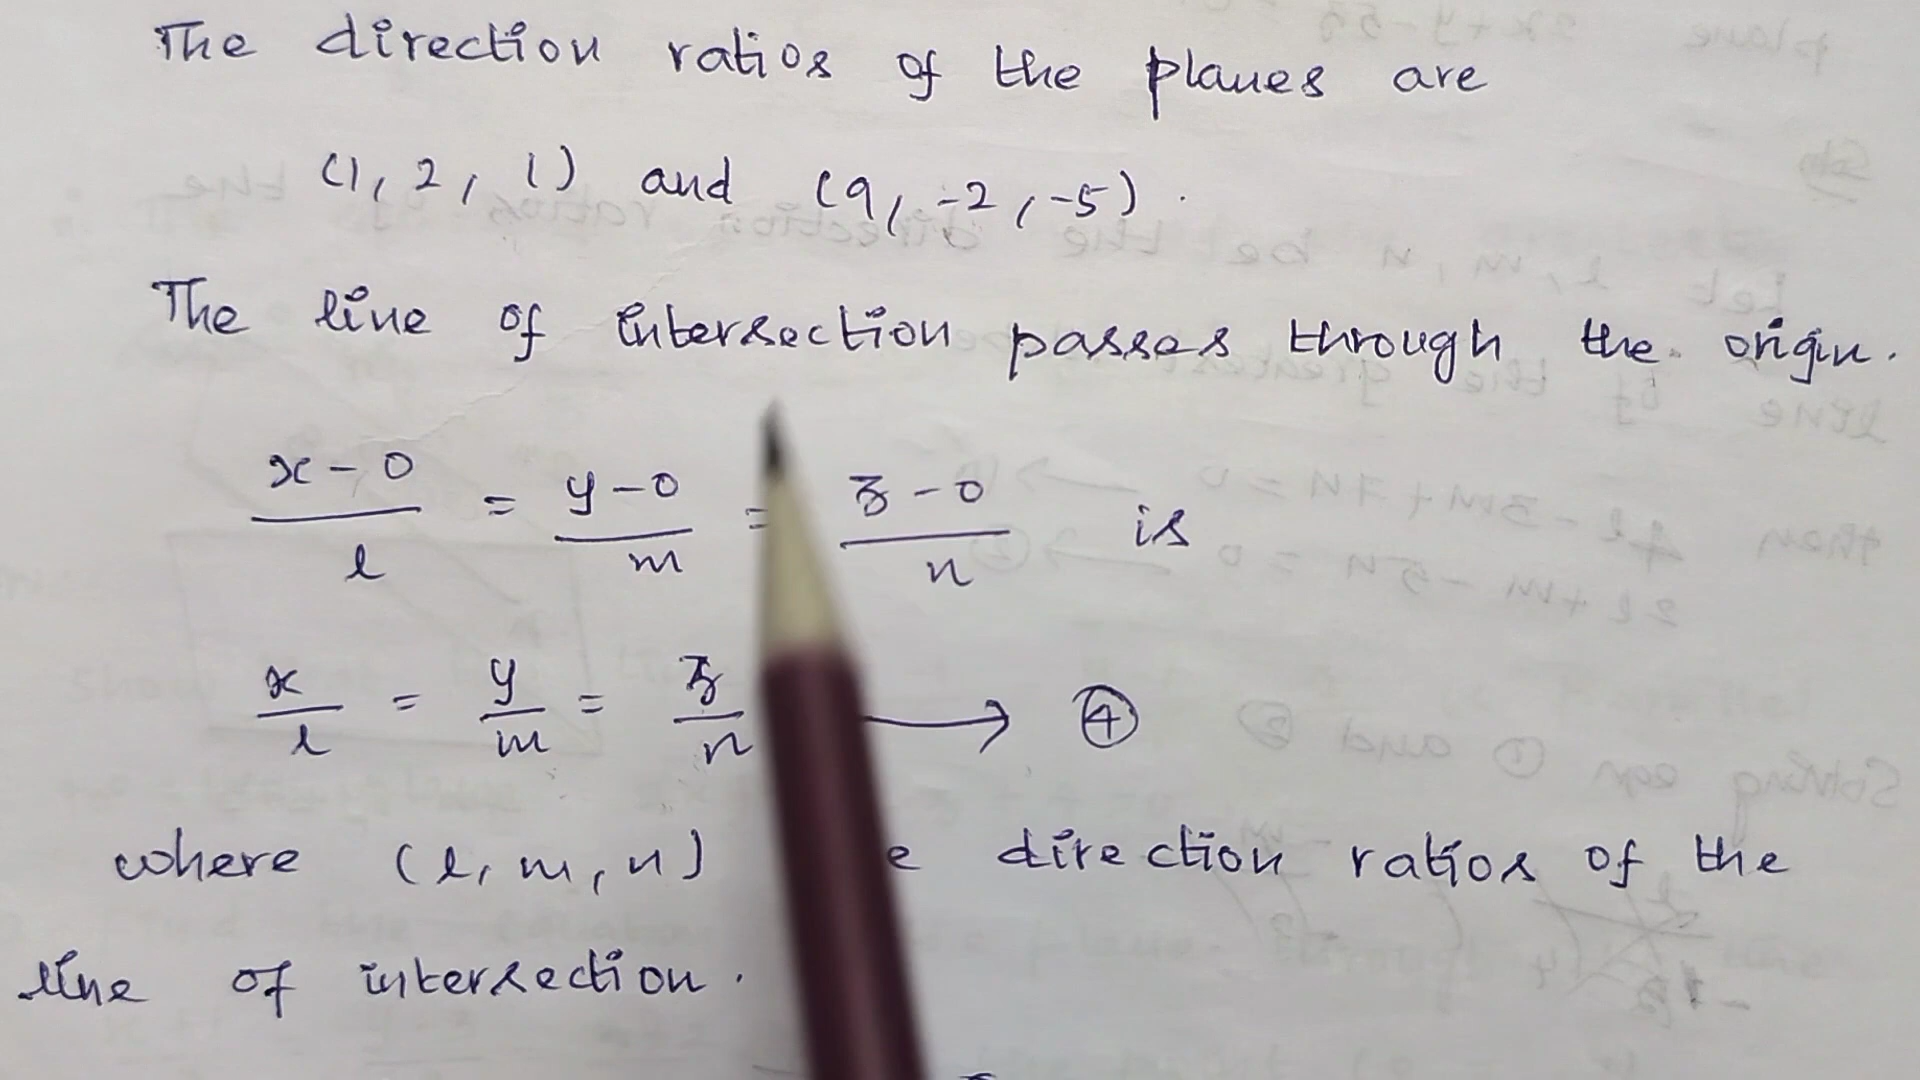 The direction ratios of the planes are
(1, 2, 1) and (9, -2, -5).
The line of intersection passes through the origin.
x-0/l = y-0/m = z-0/n is
x/l = y/m = z/n → ④
where (l, m, n) direction ratios of the
line of intersection.